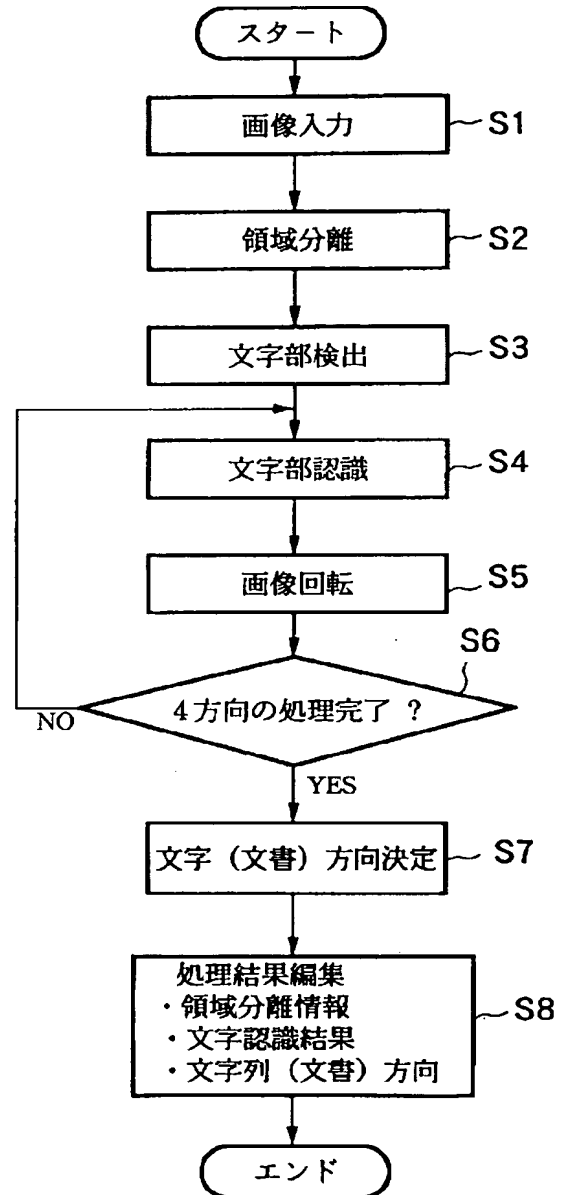 スタート
画像入力 S1
領域分離 S2
文字部検出 S3
文字部認識 S4
画像回転 S5
S6
4方向の処理完了 ?
NO
YES
文字（文書）方向決定 S7
処理結果編集
・領域分離情報
・文字認識結果 S8
・文字列（文書）方向
エンド